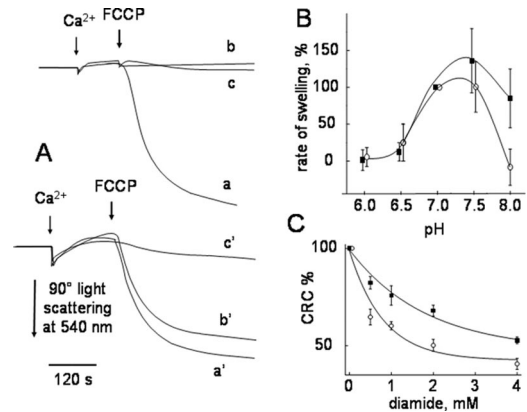 Ca²⁺ FCCP
b
c
a
A
Ca²⁺ FCCP
c'
b'
a'
90° light
scattering
at 540 nm
120 s
B
rate of swelling, %
150
100
50
0
6.0 6.5 7.0 7.5 8.0
pH
C
CRC %
100
50
0 1 2 3 4
diamide, mM